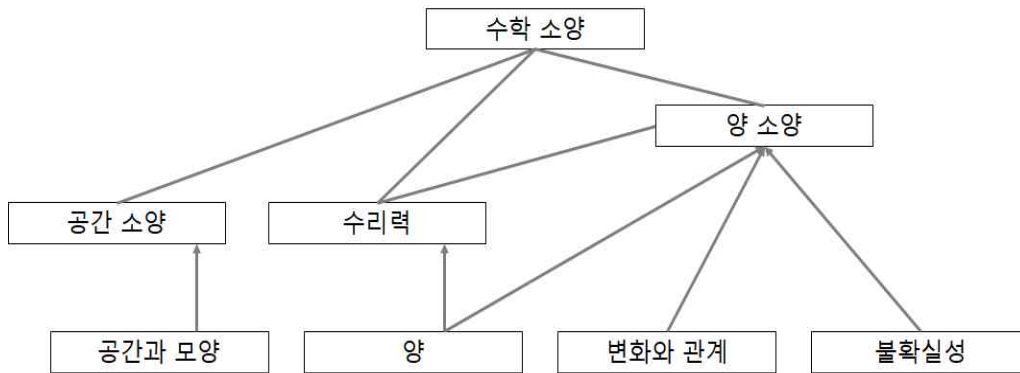 수학 소양
양 소양
공간 소양
수리력
공간과 모양
양
변화와 관계
불확실성